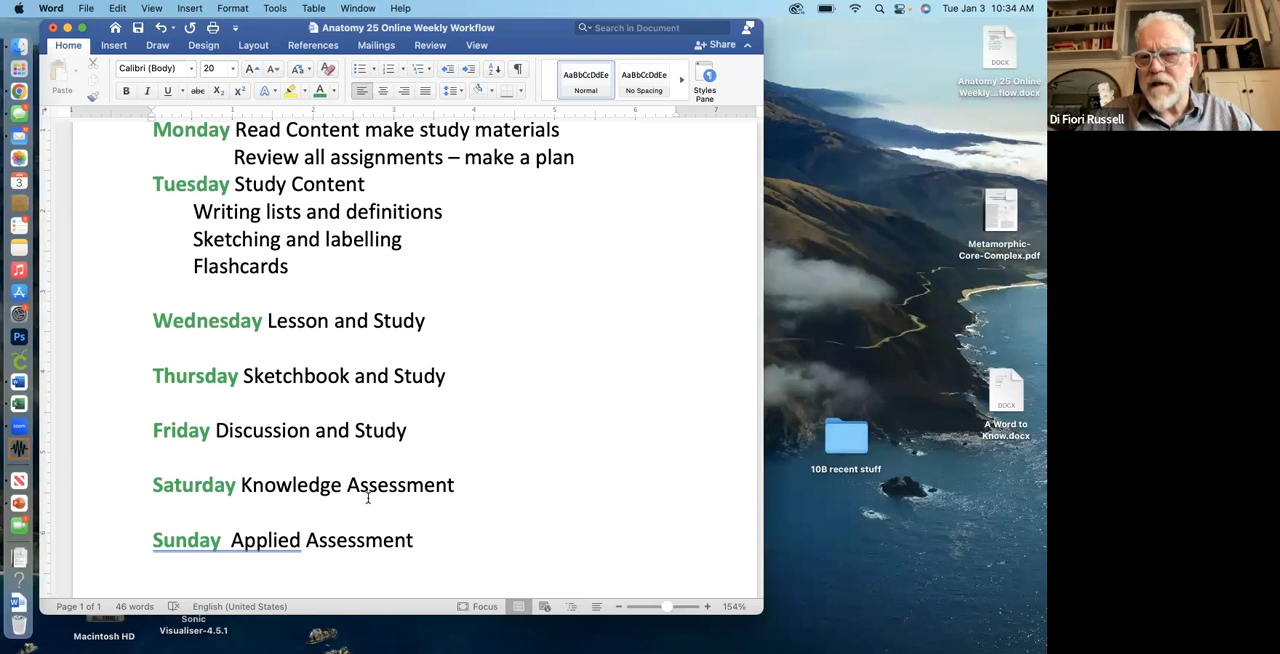 Word File Edit View Insert Format Tools Table Window Help Tue Jan 3 10:34 AM
Anatomy 25 Online Weekly Workflow
Search in Document
Home Insert Draw Design Layout References Mailings Review View
Share
Paste
Calibri (Body) 20
AaBbCcDdEe AaBbCcDdEe
Normal No Spacing
Styles Pane
Monday Read Content make study materials
Review all assignments – make a plan
Tuesday Study Content
Writing lists and definitions
Sketching and labelling
Flashcards
Wednesday Lesson and Study
Thursday Sketchbook and Study
Friday Discussion and Study
Saturday Knowledge Assessment
Sunday Applied Assessment
Page 1 of 1 46 words English (United States) Focus 154%
Macintosh HD
Sonic
Visualiser-4.5.1
DOCX
Anatomy 25 Online
Weekly...flow.docx
Metamorphic-
Core-Complex.pdf
DOCX
A Word to
Know.docx
10B recent stuff
Di Fiori Russell